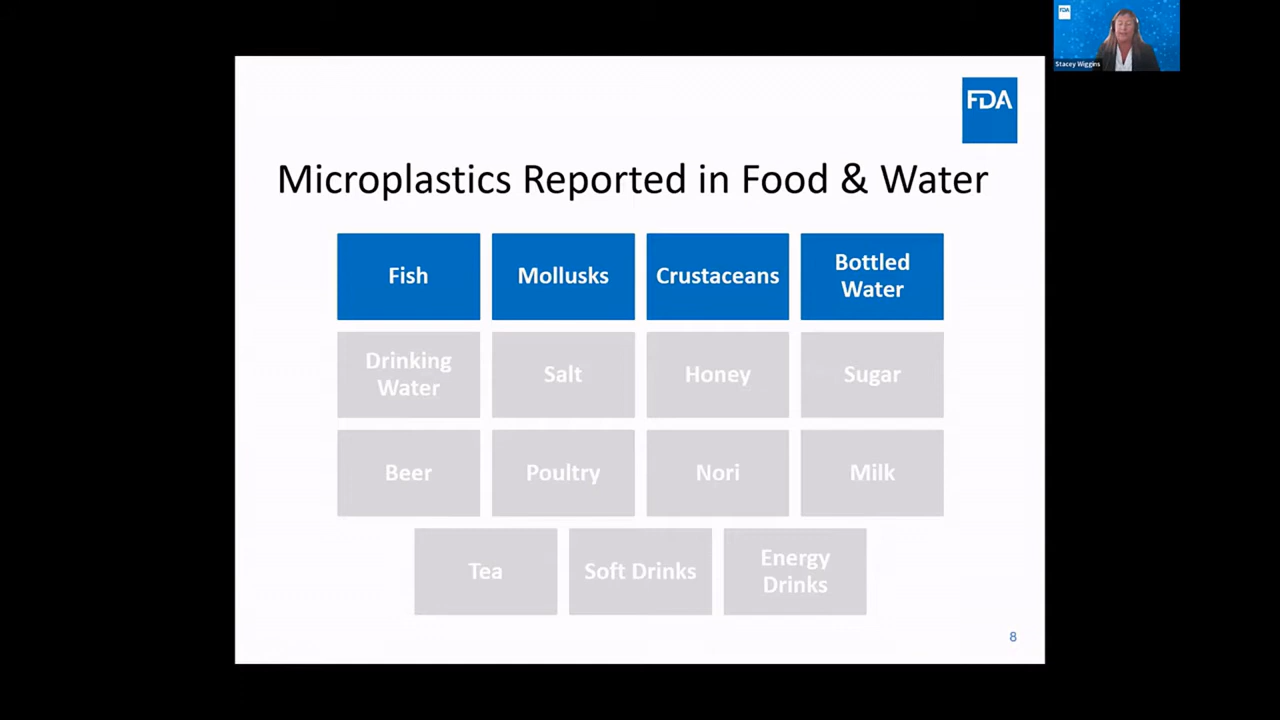 FDA
Stacey Wiggins
FDA
Microplastics Reported in Food & Water
Fish
Mollusks
Crustaceans
Bottled
Water
Drinking
Water
Salt
Honey
Sugar
Beer
Poultry
Nori
Milk
Tea
Soft Drinks
Energy
Drinks
8